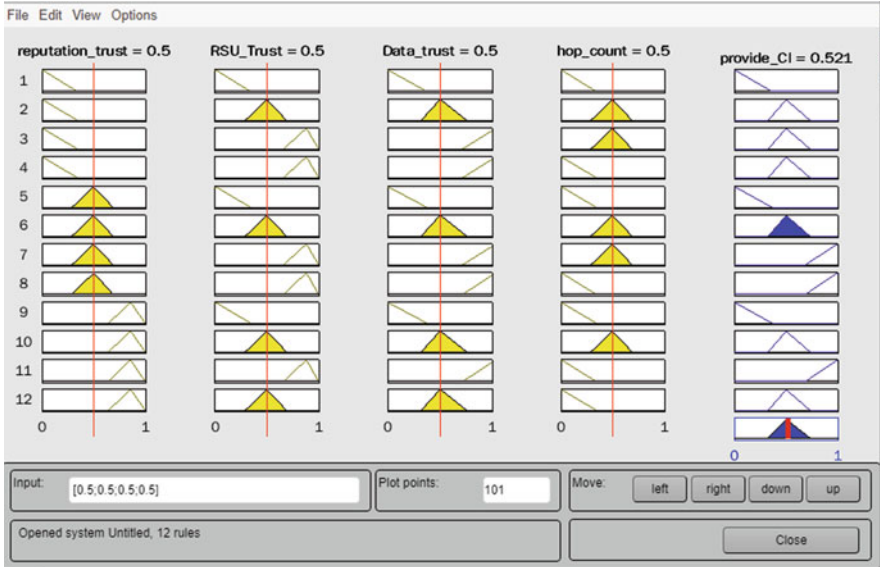 File Edit View Options
reputation_trust = 0.5 RSU_Trust = 0.5 Data_trust = 0.5 hop_count = 0.5 provide_CI = 0.521
1
2
3
4
5
6
7
8
9
10
11
12
0 1 0 1 0 1 0 1
0 1
Input: [0.5;0.5;0.5;0.5] Plot points: 101 Move: left right down up
Opened system Untitled, 12 rules Close